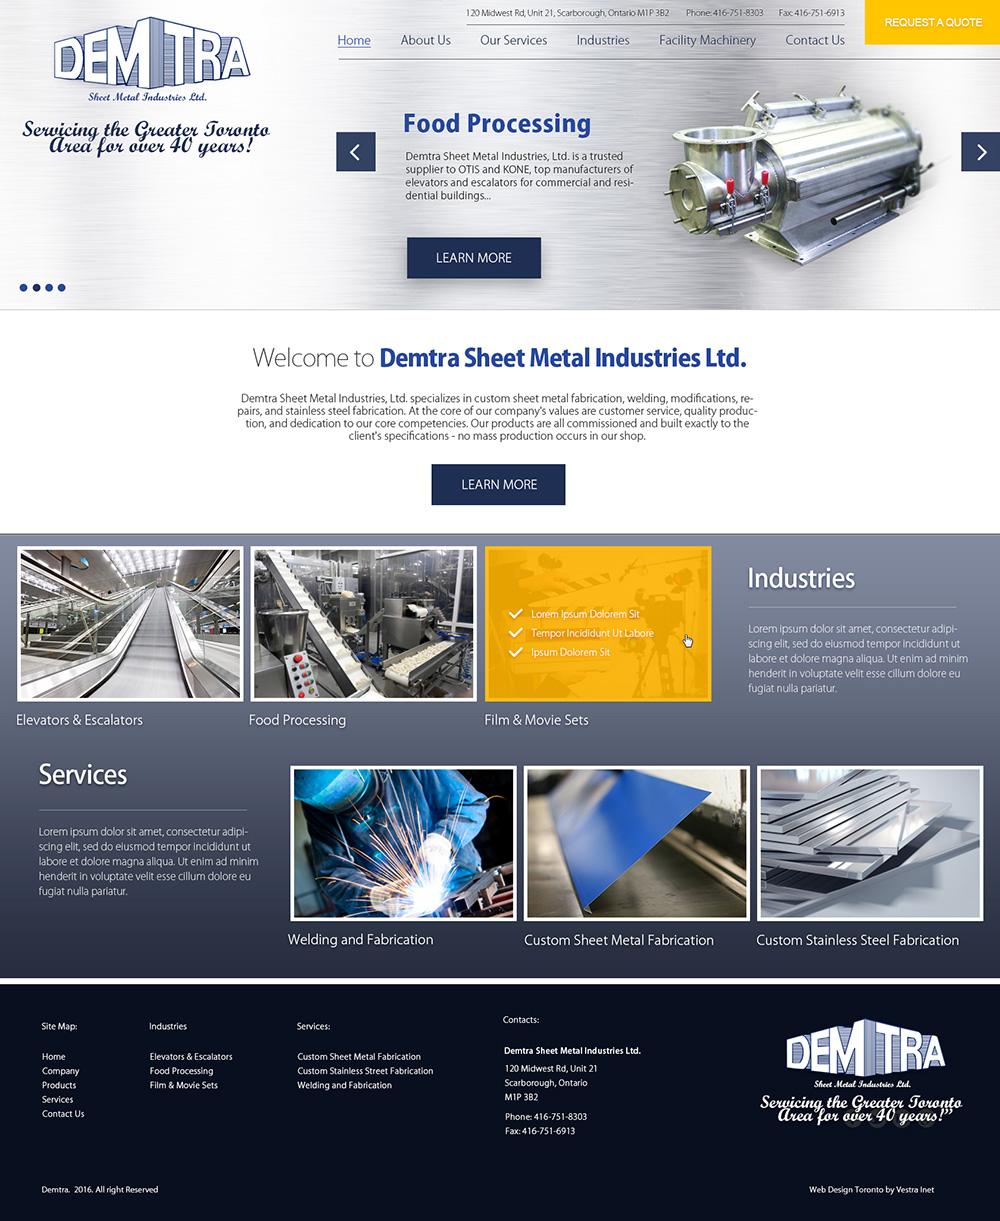 120 Midwest Rd, Unit 21, Scarborough, Ontario M1P 3B2 Phone: 416-751-8303 Fax: 416-751-6913
REQUEST A QUOTE
Home About Us Our Services Industries Facility Machinery Contact Us
DEMTRA
Sheet Metal Industries Ltd.
Servicing the Greater Toronto
Area for over 40 years!
Food Processing
Demtra Sheet Metal Industries, Ltd. is a trusted
supplier to OTIS and KONE, top manufacturers of
elevators and escalators for commercial and resi-
dential buildings...
LEARN MORE
Welcome to Demtra Sheet Metal Industries Ltd.
Demtra Sheet Metal Industries, Ltd. specializes in custom sheet metal fabrication, welding, modifications, re-
pairs, and stainless steel fabrication. At the core of our company's values are customer service, quality produc-
tion, and dedication to our core competencies. Our products are all commissioned and built exactly to the
client's specifications - no mass production occurs in our shop.
LEARN MORE
Lorem Ipsum Dolorem Sit
Tempor Incididunt Ut Labore
Ipsum Dolorem Sit
Elevators & Escalators
Food Processing
Film & Movie Sets
Industries
Lorem ipsum dolor sit amet, consectetur adipi-
scing elit, sed do eiusmod tempor incididunt ut
labore et dolore magna aliqua. Ut enim ad minim
henderit in voluptate velit esse cillum dolore eu
fugiat nulla pariatur.
Services
Lorem ipsum dolor sit amet, consectetur adipi-
scing elit, sed do eiusmod tempor incididunt ut
labore et dolore magna aliqua. Ut enim ad minim
henderit in voluptate velit esse cillum dolore eu
fugiat nulla pariatur.
Welding and Fabrication
Custom Sheet Metal Fabrication
Custom Stainless Steel Fabrication
Site Map:
Home
Company
Products
Services
Contact Us
Industries
Elevators & Escalators
Food Processing
Film & Movie Sets
Services:
Custom Sheet Metal Fabrication
Custom Stainless Street Fabrication
Welding and Fabrication
Contacts:
Demtra Sheet Metal Industries Ltd.
120 Midwest Rd, Unit 21
Scarborough, Ontario
M1P 3B2
Phone: 416-751-8303
Fax: 416-751-6913
DEMTRA
Sheet Metal Industries Ltd.
Servicing the Greater Toronto
Area for over 40 years!”
Demtra. 2016. All right Reserved
Web Design Toronto by Vestra Inet